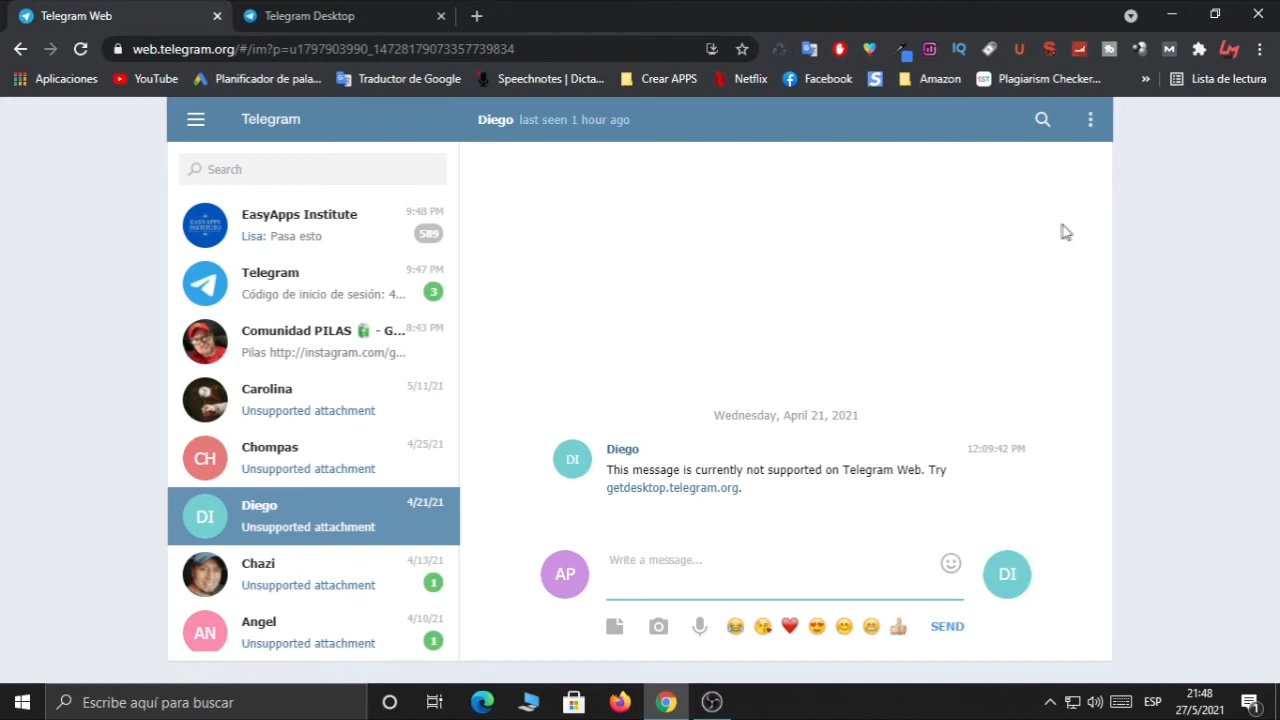 Telegram Web
Telegram Desktop
web.telegram.org/#/im?p=u1797903990_14728179073357739834
Aplicaciones
YouTube
Planificador de pala...
Traductor de Google
Speechnotes | Dicta...
Crear APPS
Netflix
Facebook
Amazon
SST
Plagiarism Checker...
»
Lista de lectura
Telegram
Diego last seen 1 hour ago
Search
EasyApps Institute 9:48 PM
Lisa: Pasa esto 589
Telegram 9:47 PM
Código de inicio de sesión: 4... 3
Comunidad PILAS 🔋 - G... 8:43 PM
Pilas http://instagram.com/g...
Carolina 5/11/21
Unsupported attachment
CH
Chompas 4/25/21
Unsupported attachment
DI
Diego 4/21/21
Unsupported attachment
Chazi 4/13/21
Unsupported attachment 1
AN
Angel 4/10/21
Unsupported attachment 1
Wednesday, April 21, 2021
DI
Diego 12:09:42 PM
This message is currently not supported on Telegram Web. Try
getdesktop.telegram.org.
AP
Write a message...
DI
SEND
Escribe aquí para buscar
ESP
21:48
27/5/2021
1